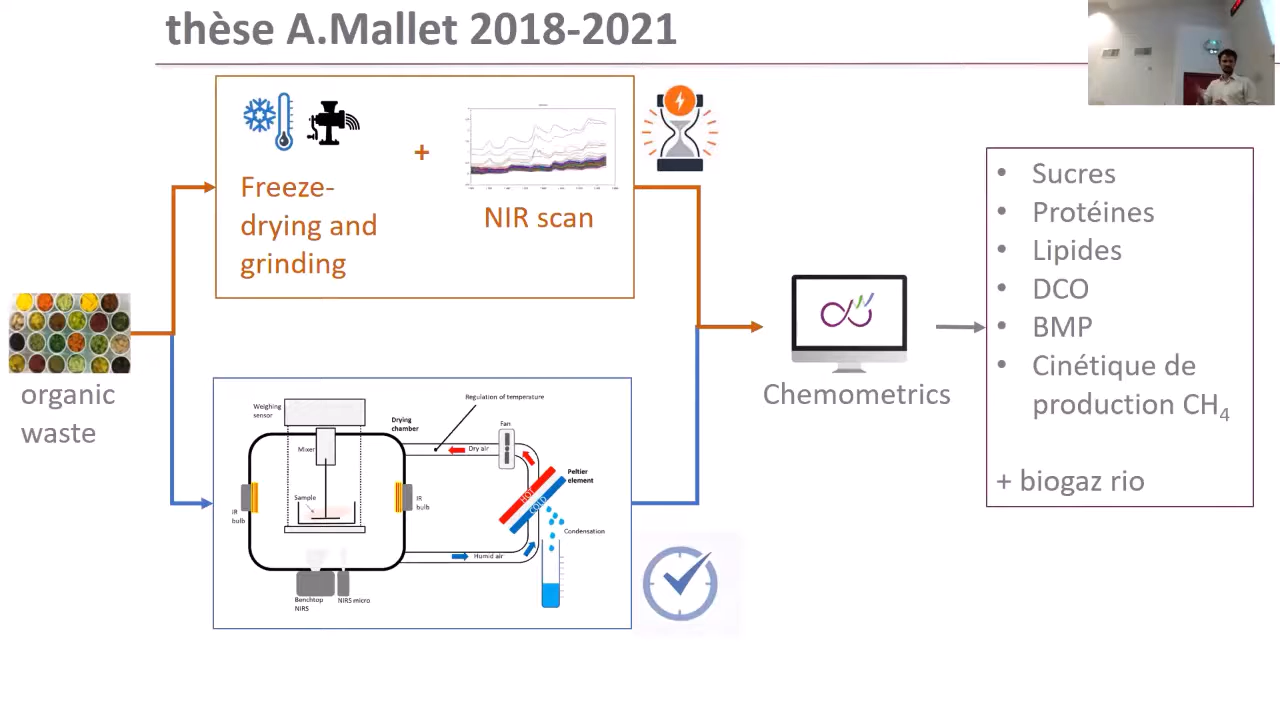 thèse A.Mallet 2018-2021
Freeze-
drying and
grinding
+
NIR scan
organic
waste
Weighing
sensor
Mixer
Sample
IR
bulb
Drying
chamber
IR
bulb
Benchtop
NIRS
NIRS micro
Regulation of temperature
Fan
Dry air
Peltier
element
HOT
COLD
Condensation
Humid air
Chemometrics
• Sucres
• Protéines
• Lipides
• DCO
• BMP
• Cinétique de
production CH₄
+ biogaz rio